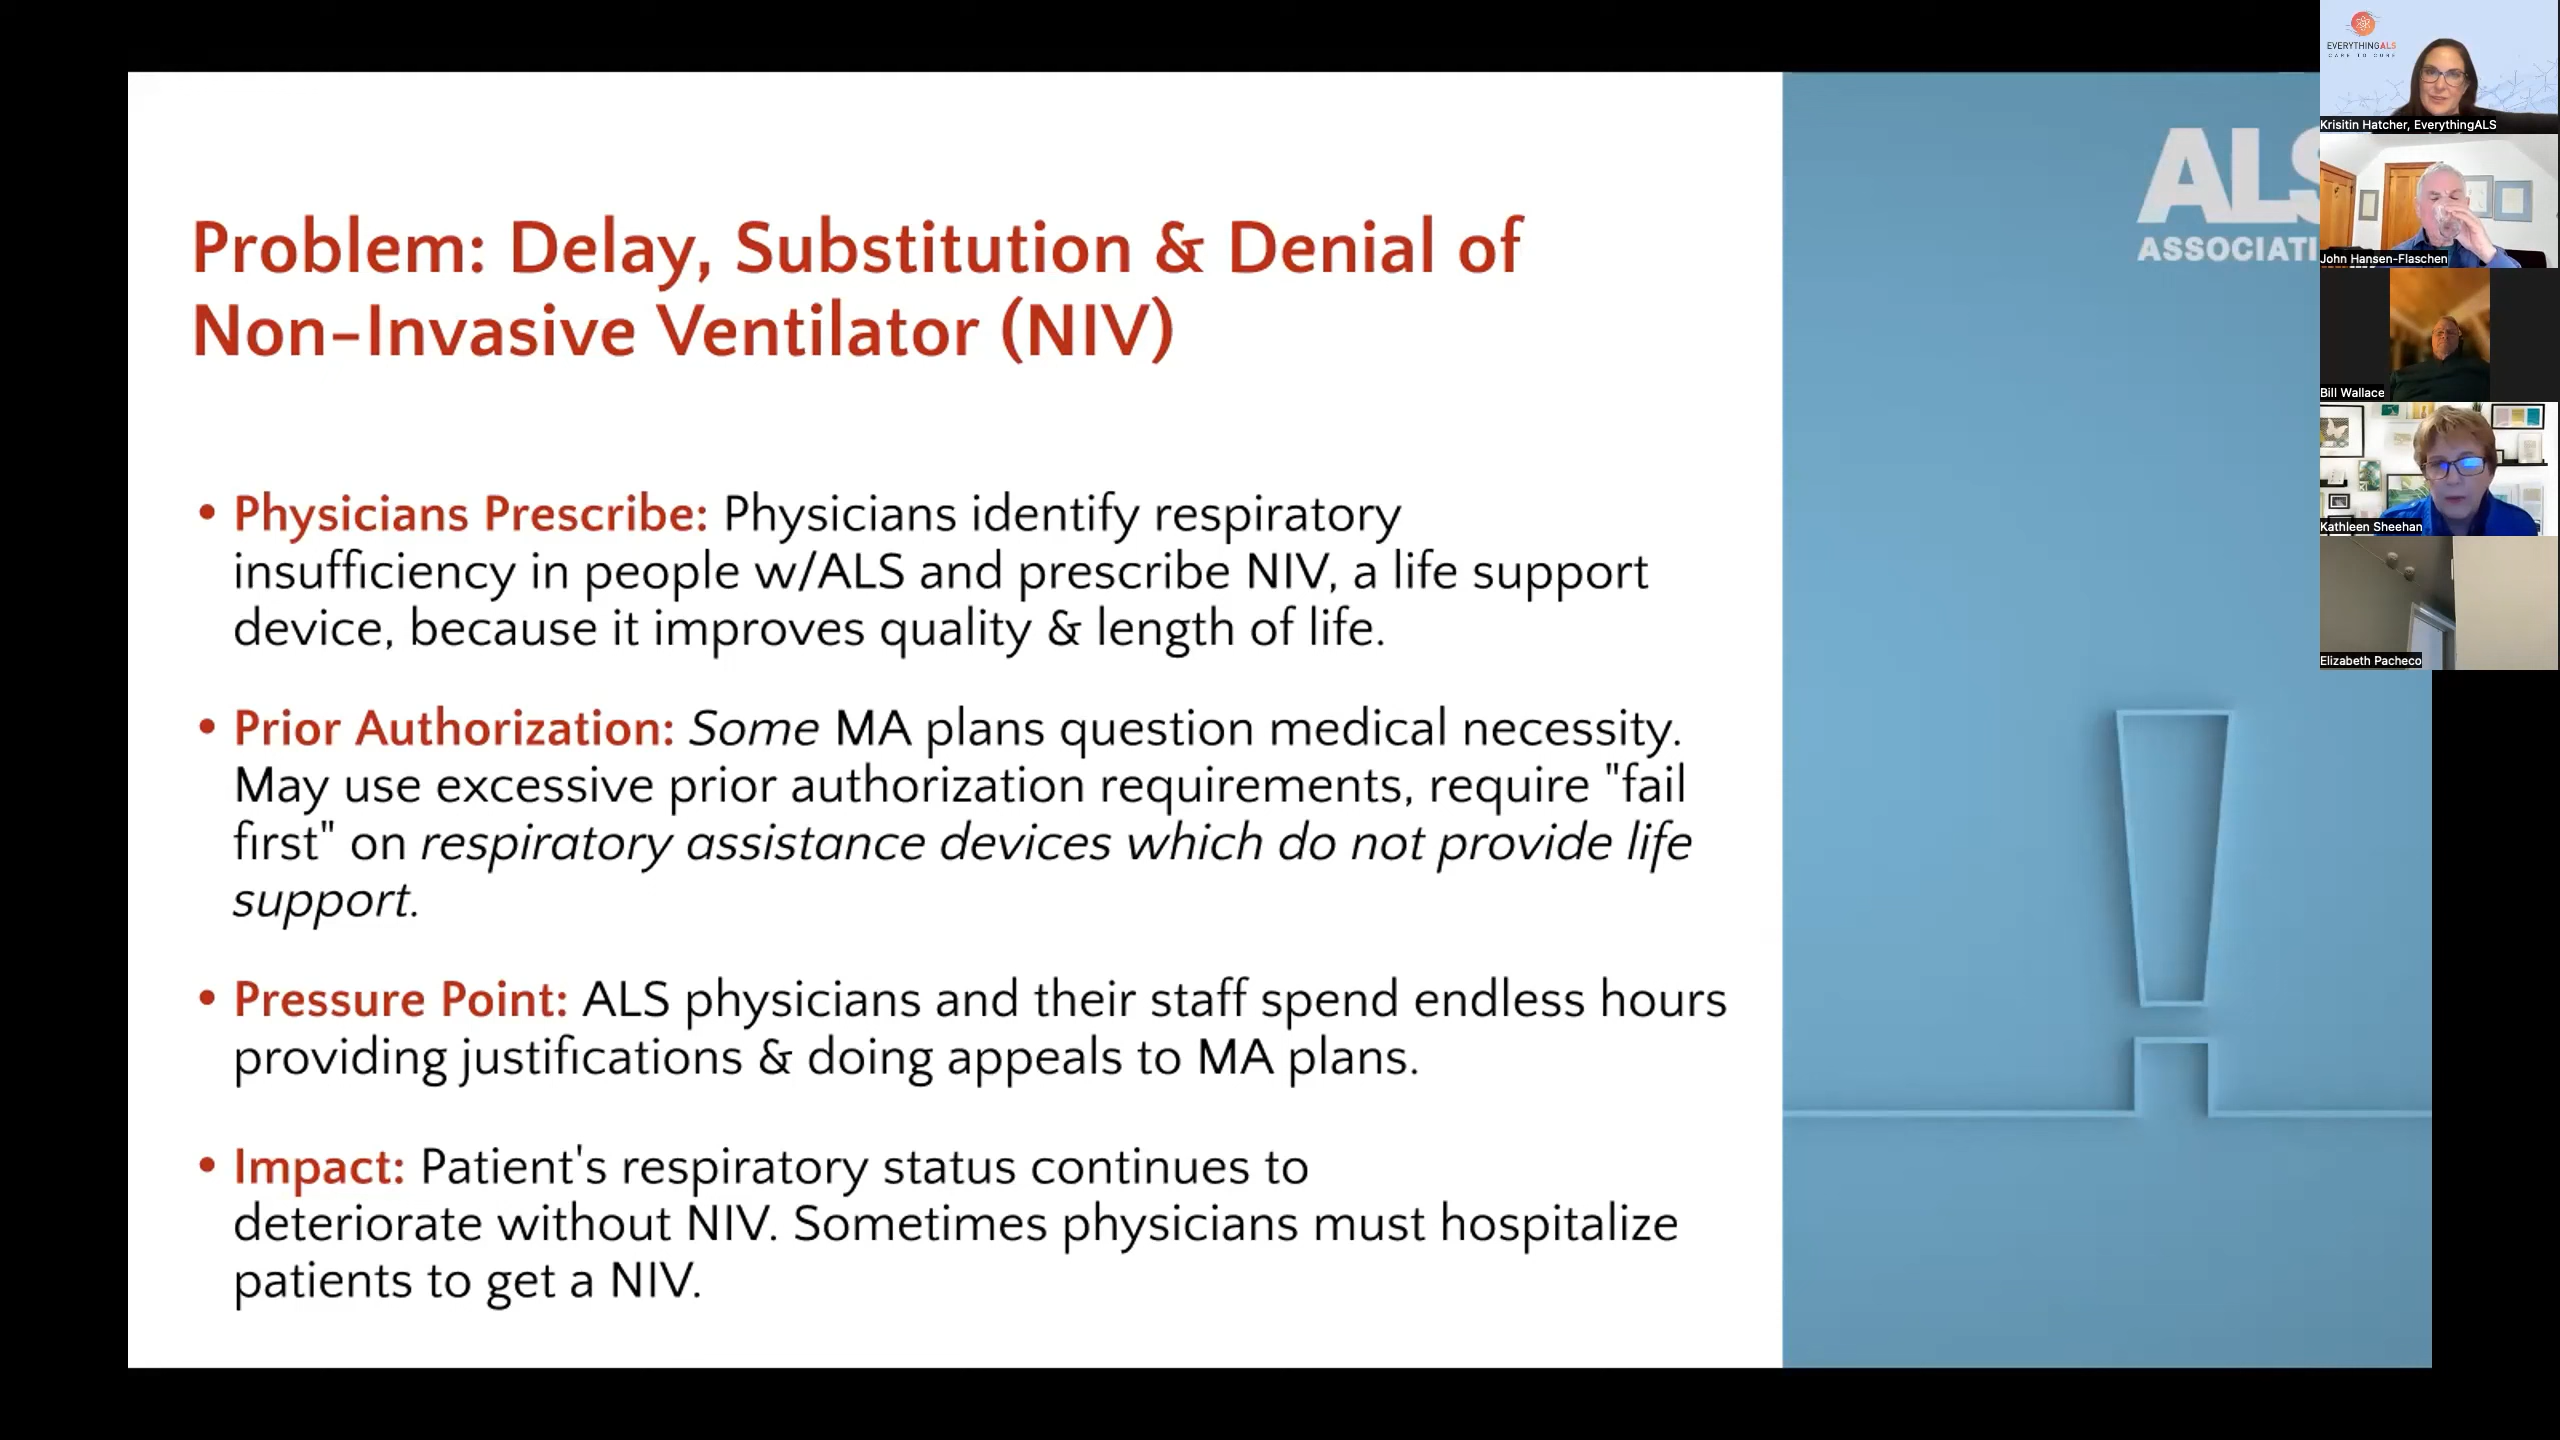 Problem: Delay, Substitution & Denial of
Non-Invasive Ventilator (NIV)
• Physicians Prescribe: Physicians identify respiratory
insufficiency in people w/ALS and prescribe NIV, a life support
device, because it improves quality & length of life.
• Prior Authorization: Some MA plans question medical necessity.
May use excessive prior authorization requirements, require "fail
first" on respiratory assistance devices which do not provide life
support.
• Pressure Point: ALS physicians and their staff spend endless hours
providing justifications & doing appeals to MA plans.
• Impact: Patient's respiratory status continues to
deteriorate without NIV. Sometimes physicians must hospitalize
patients to get a NIV.
ALS
ASSOCIATI
EVERYTHINGALS
CARE TO CURE
Krisitin Hatcher, EverythingALS
John Hansen-Flaschen
Bill Wallace
Kathleen Sheehan
Elizabeth Pacheco